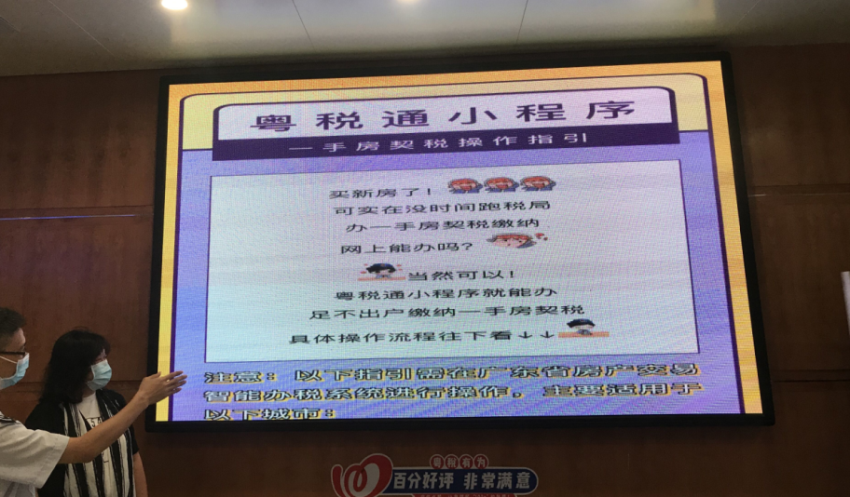 粤税通小程序
一手房契税操作指引
买新房了！
可实在没时间跑税局
办一手房契税缴纳
网上能办吗？
当然可以！
粤税通小程序就能办
足不出户缴纳一手房契税
具体操作流程往下看↓↓
注意：以下指引需在广东省房产交易
智能办税系统进行操作，主要适用于
以下城市：
百分好评 非常满意